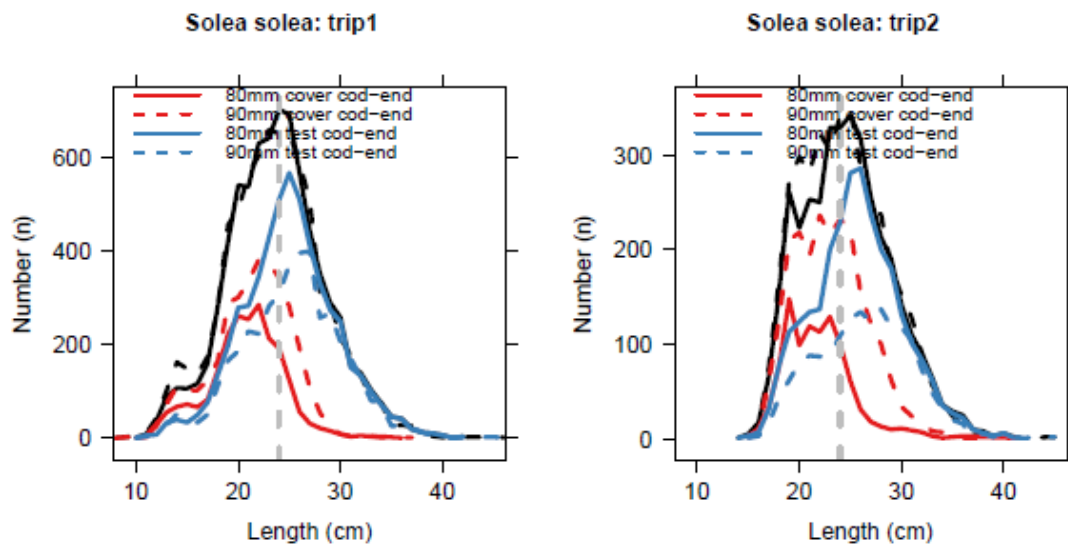 Solea solea: trip1
80mm cover cod-end
90mm cover cod-end
80mm test cod-end
90mm test cod-end
600
400
200
0
Number (n)
10 20 30 40
Length (cm)
Solea solea: trip2
80mm cover cod-end
90mm cover cod-end
80mm test cod-end
90mm test cod-end
300
200
100
0
Number (n)
10 20 30 40
Length (cm)